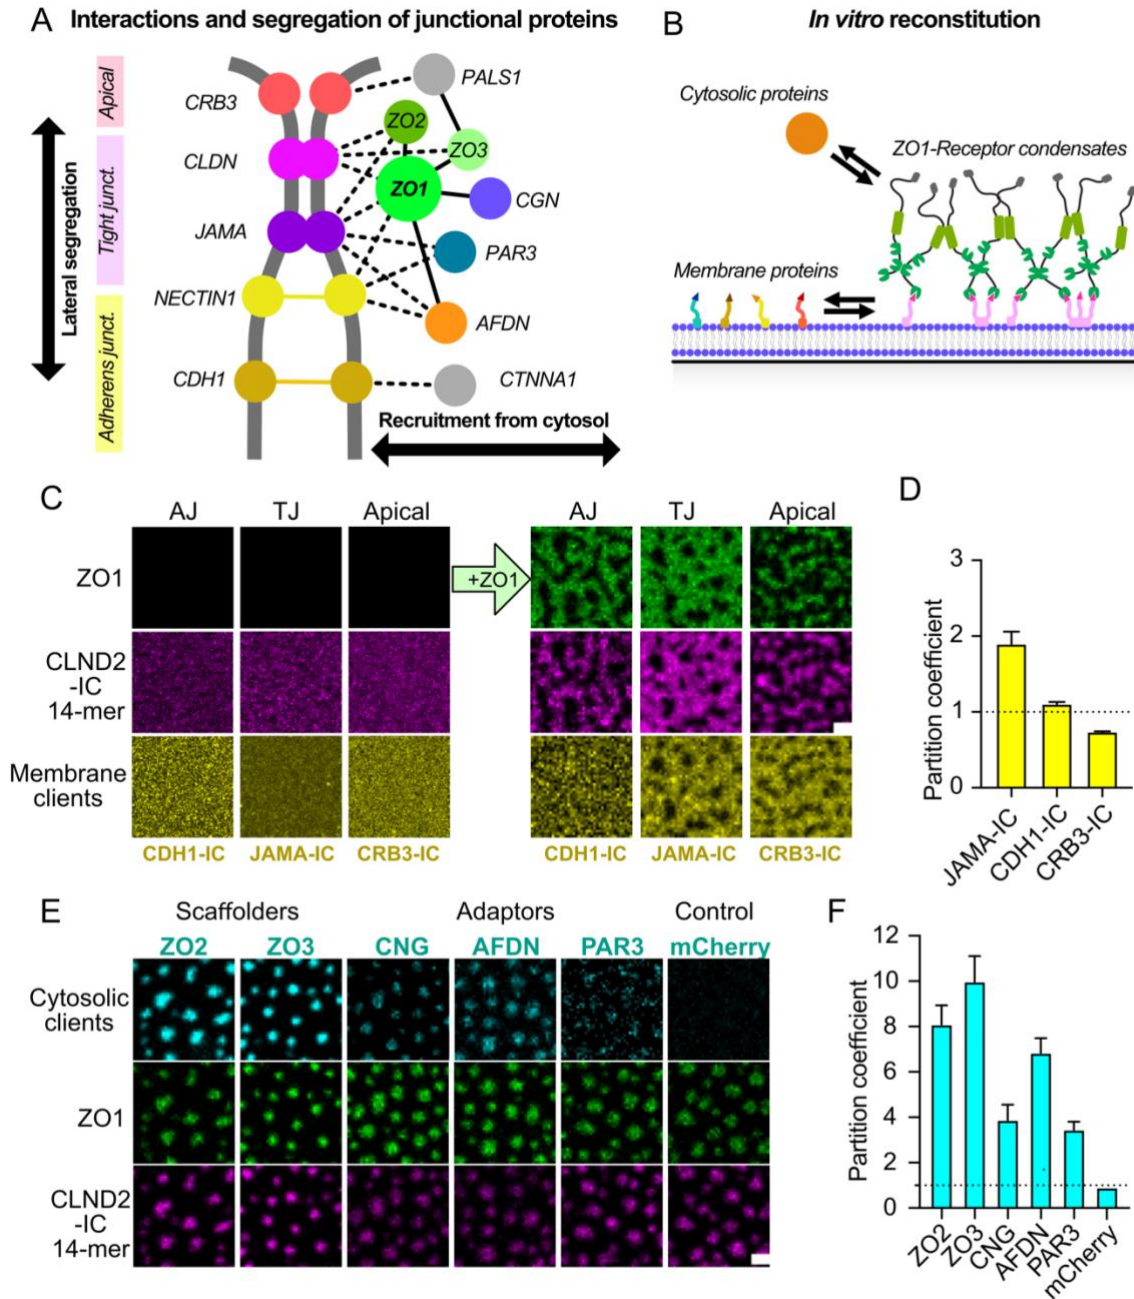 A Interactions and segregation of junctional proteins
Apical
Tight junct.
Adherens junct.
Lateral segregation
CRB3
CLDN
JAMA
NECTIN1
CDH1
PALS1
ZO2
ZO3
ZO1
CGN
PAR3
AFDN
CTNNA1
Recruitment from cytosol
B In vitro reconstitution
Cytosolic proteins
ZO1-Receptor condensates
Membrane proteins
C
AJ TJ Apical
ZO1
CLND2
-IC
14-mer
Membrane
clients
CDH1-IC JAMA-IC CRB3-IC
+ZO1
AJ TJ Apical
CDH1-IC JAMA-IC CRB3-IC
D
Partition coefficient
3
2
1
0
JAMA-IC
CDH1-IC
CRB3-IC
E
Scaffolders Adaptors Control
ZO2 ZO3 CNG AFDN PAR3 mCherry
Cytosolic
clients
ZO1
CLND2
-IC
14-mer
F
Partition coefficient
12
10
8
6
4
2
0
ZO2
ZO3
CNG
AFDN
PAR3
mCherry